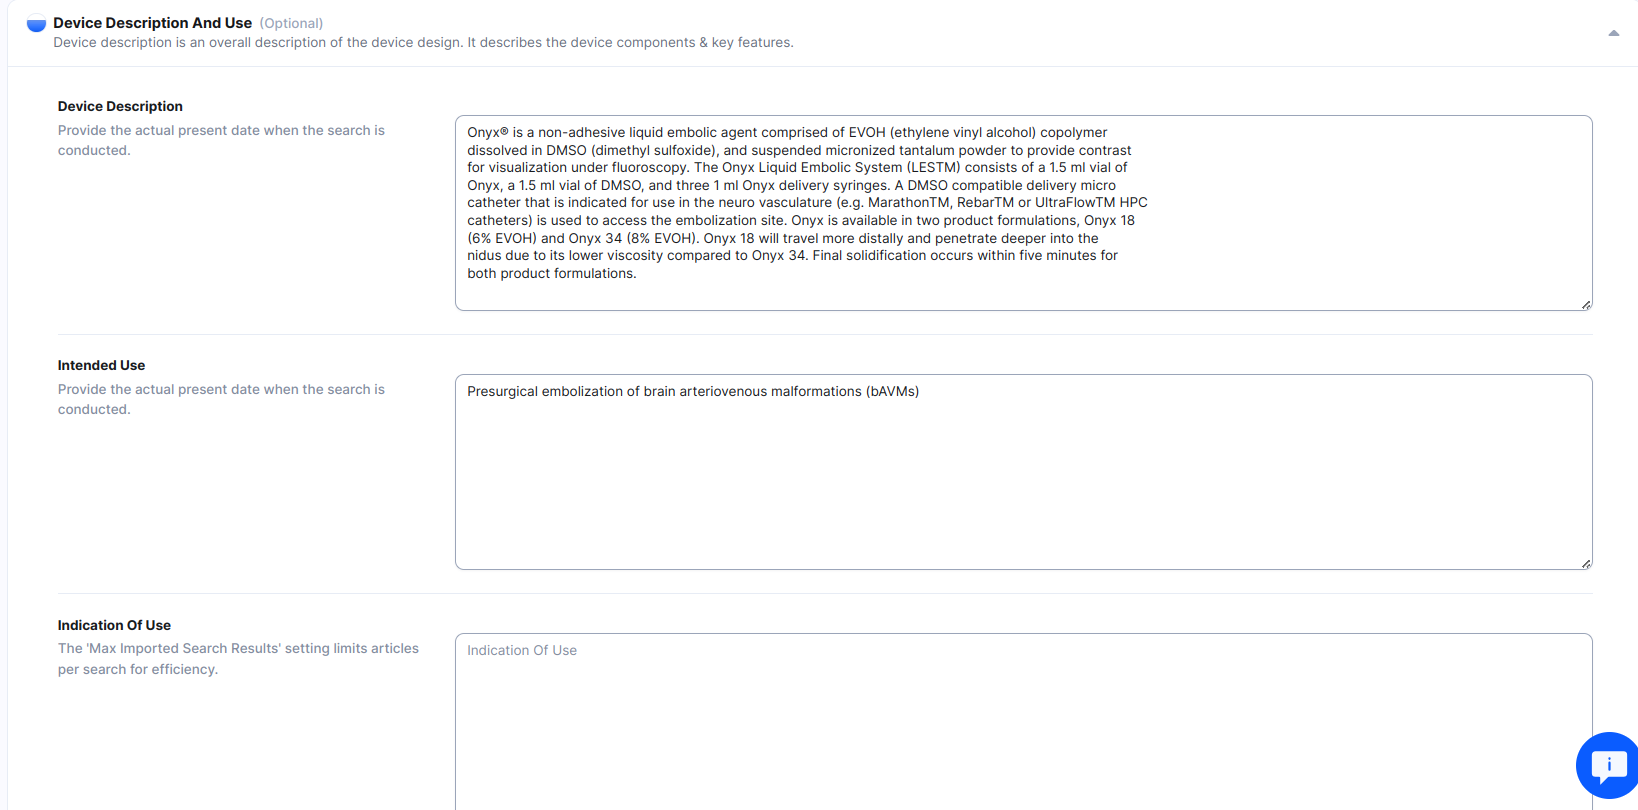 Device Description And Use (Optional)
Device description is an overall description of the device design. It describes the device components & key features.
Device Description
Provide the actual present date when the search is
conducted.
Onyx® is a non-adhesive liquid embolic agent comprised of EVOH (ethylene vinyl alcohol) copolymer
dissolved in DMSO (dimethyl sulfoxide), and suspended micronized tantalum powder to provide contrast
for visualization under fluoroscopy. The Onyx Liquid Embolic System (LESTM) consists of a 1.5 ml vial of
Onyx, a 1.5 ml vial of DMSO, and three 1 ml Onyx delivery syringes. A DMSO compatible delivery micro
catheter that is indicated for use in the neuro vasculature (e.g. MarathonTM, RebarTM or UltraFlowTM HPC
catheters) is used to access the embolization site. Onyx is available in two product formulations, Onyx 18
(6% EVOH) and Onyx 34 (8% EVOH). Onyx 18 will travel more distally and penetrate deeper into the
nidus due to its lower viscosity compared to Onyx 34. Final solidification occurs within five minutes for
both product formulations.
Intended Use
Provide the actual present date when the search is
conducted.
Presurgical embolization of brain arteriovenous malformations (bAVMs)
Indication Of Use
The 'Max Imported Search Results' setting limits articles
per search for efficiency.
Indication Of Use